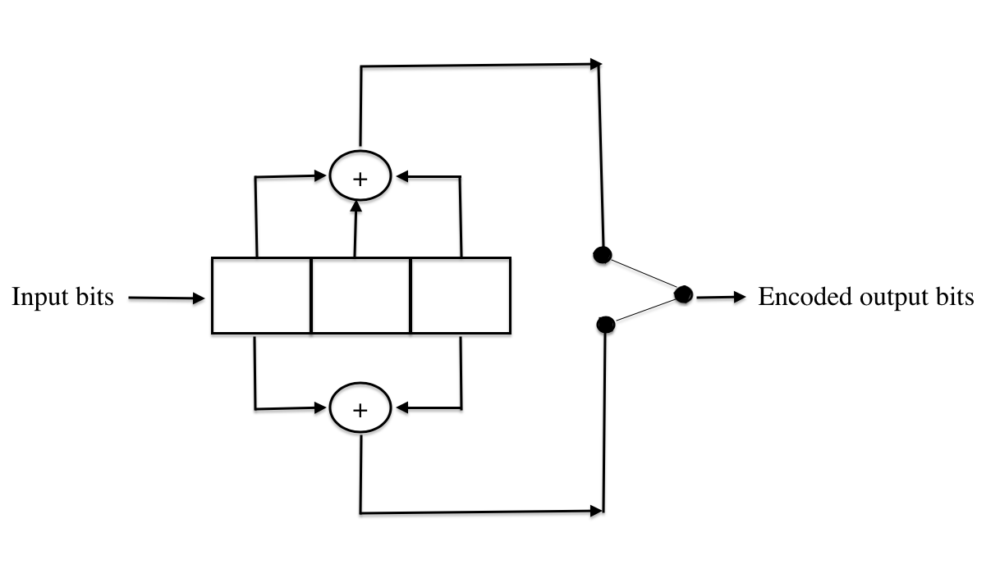 +
Input bits
Encoded output bits
+